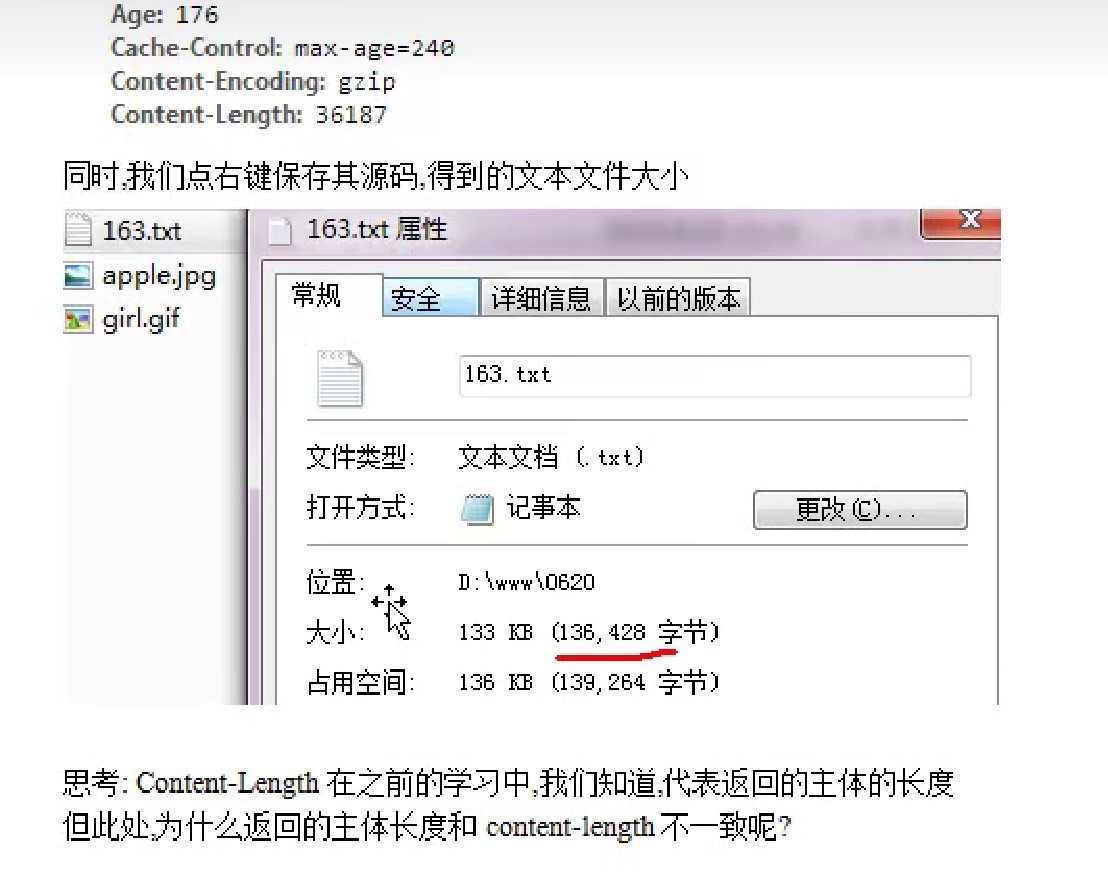 Age: 176
Cache-Control: max-age=240
Content-Encoding: gzip
Content-Length: 36187
同时,我们点右键保存其源码,得到的文本文件大小
163.txt
apple.jpg
girl.gif
163.txt 属性
常规 安全 详细信息 以前的版本
163.txt
文件类型: 文本文档 (.txt)
打开方式: 记事本 更改(C)...
位置: D:\www\0620
大小: 133 KB (136,428 字节)
占用空间: 136 KB (139,264 字节)
思考: Content-Length 在之前的学习中,我们知道,代表返回的主体的长度
但此处,为什么返回的主体长度和 content-length 不一致呢?